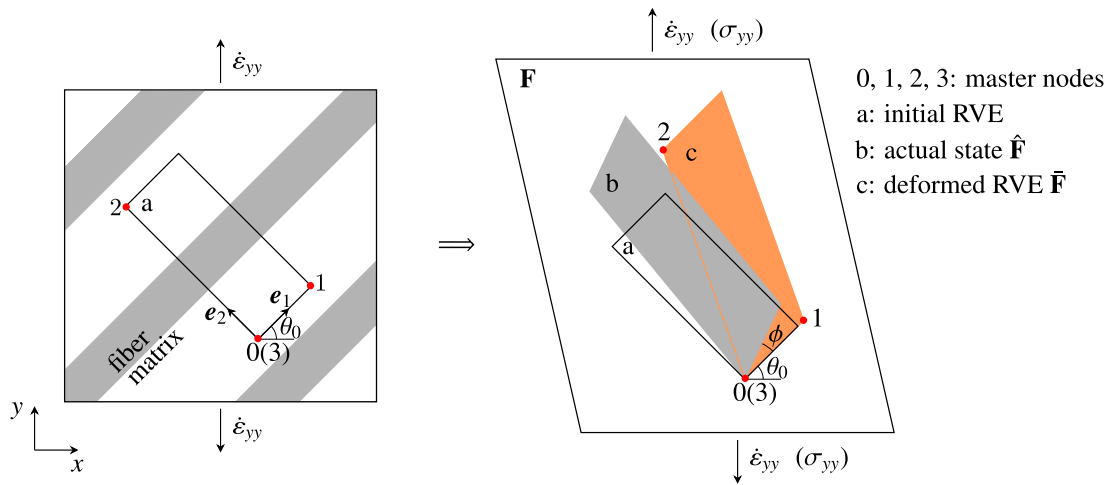 ε̇yy
2
a
1
e2
e1
θ0
0(3)
fiber
matrix
ε̇yy
y
x
⟹
ε̇yy (σyy)
F
2
c
b
a
1
ϕ
θ0
0(3)
ε̇yy (σyy)
0, 1, 2, 3: master nodes
a: initial RVE
b: actual state F̂
c: deformed RVE F̄